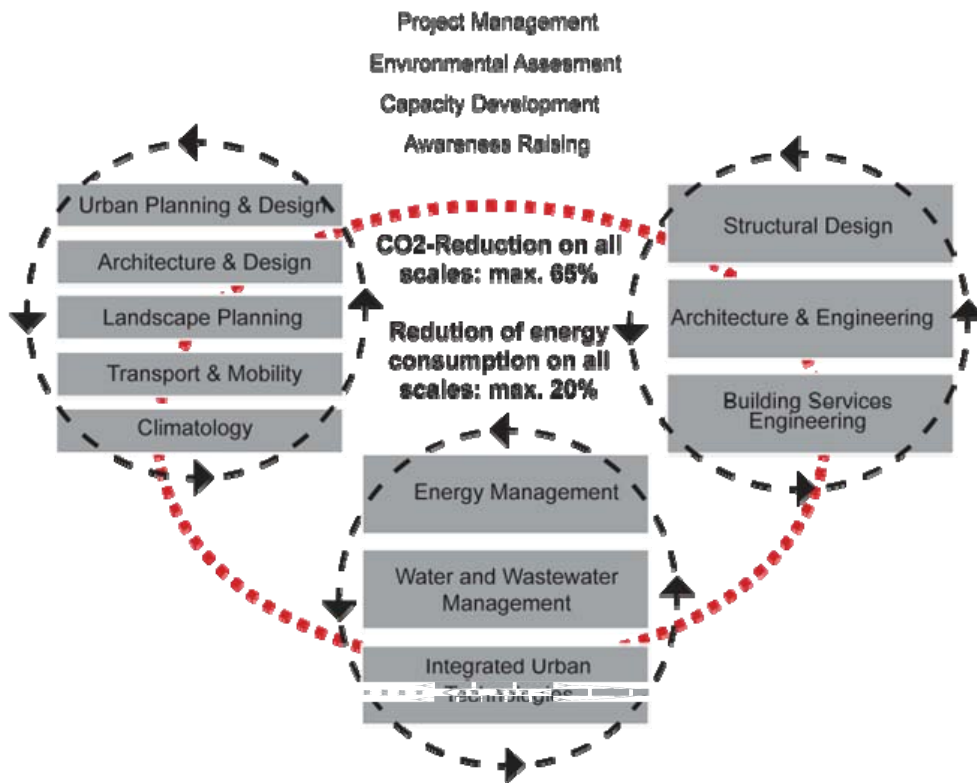 Project Management
Environmental Assesment
Capacity Development
Awareness Raising
Urban Planning & Design
Architecture & Design
Landscape Planning
Transport & Mobility
Climatology
CO2-Reduction on all
scales: max. 65%
Redution of energy
consumption on all
scales: max. 20%
Structural Design
Architecture & Engineering
Building Services
Engineering
Energy Management
Water and Wastewater
Management
Integrated Urban
Technologies